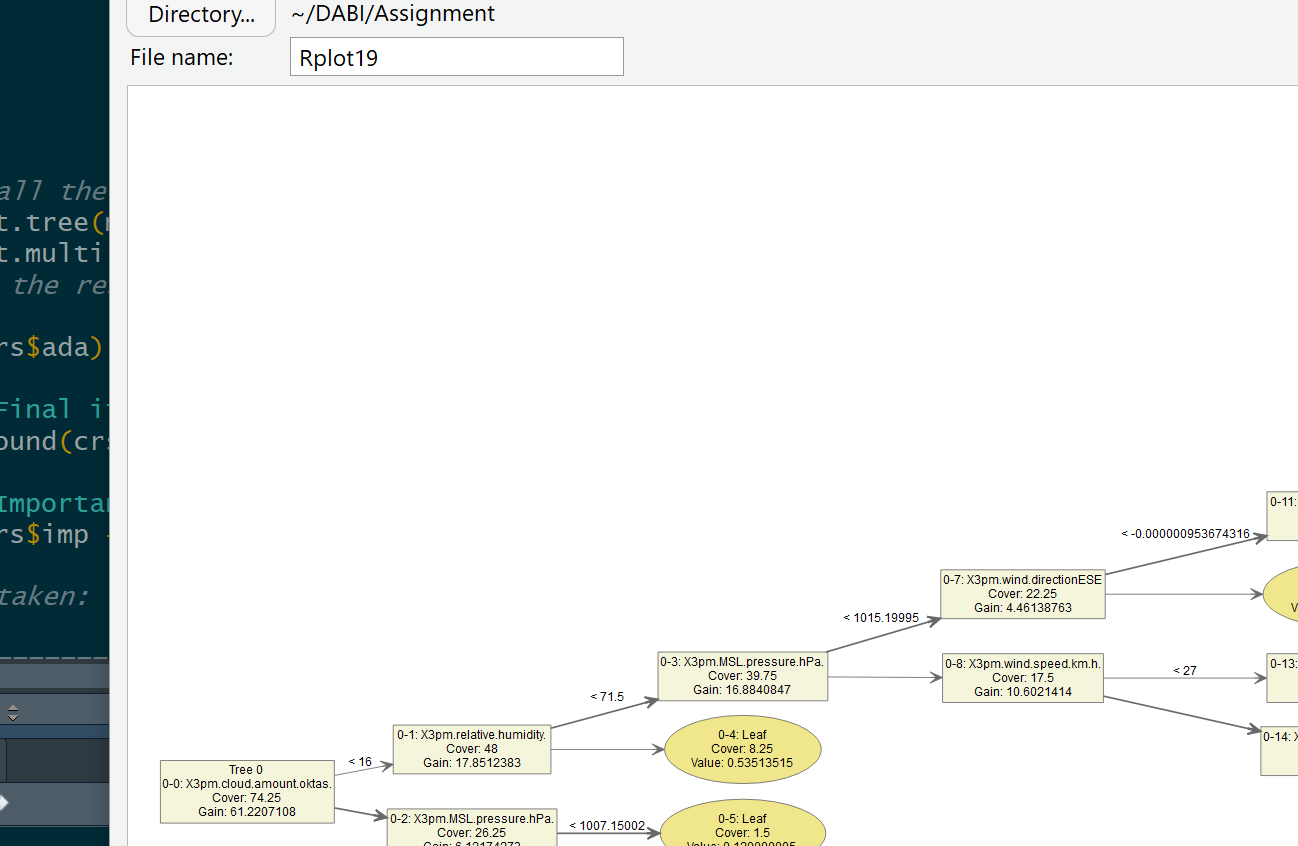 Directory...
~/DABI/Assignment
File name:
Rplot19
all the
t.tree(
t.multi
the re
rs$ada)
Final i
ound(crs
Importa
rs$imp
taken:
0-11:
< -0.000000953674316
0-7: X3pm.wind.directionESE
Cover: 22.25
Gain: 4.46138763
V
< 1015.19995
0-3: X3pm.MSL.pressure.hPa.
Cover: 39.75
Gain: 16.8840847
0-8: X3pm.wind.speed.km.h.
Cover: 17.5
Gain: 10.6021414
< 27
0-13:
< 71.5
0-1: X3pm.relative.humidity.
Cover: 48
Gain: 17.8512383
0-4: Leaf
Cover: 8.25
Value: 0.53513515
0-14: X
< 16
Tree 0
0-0: X3pm.cloud.amount.oktas.
Cover: 74.25
Gain: 61.2207108
0-2: X3pm.MSL.pressure.hPa.
Cover: 26.25
< 1007.15002
0-5: Leaf
Cover: 1.5